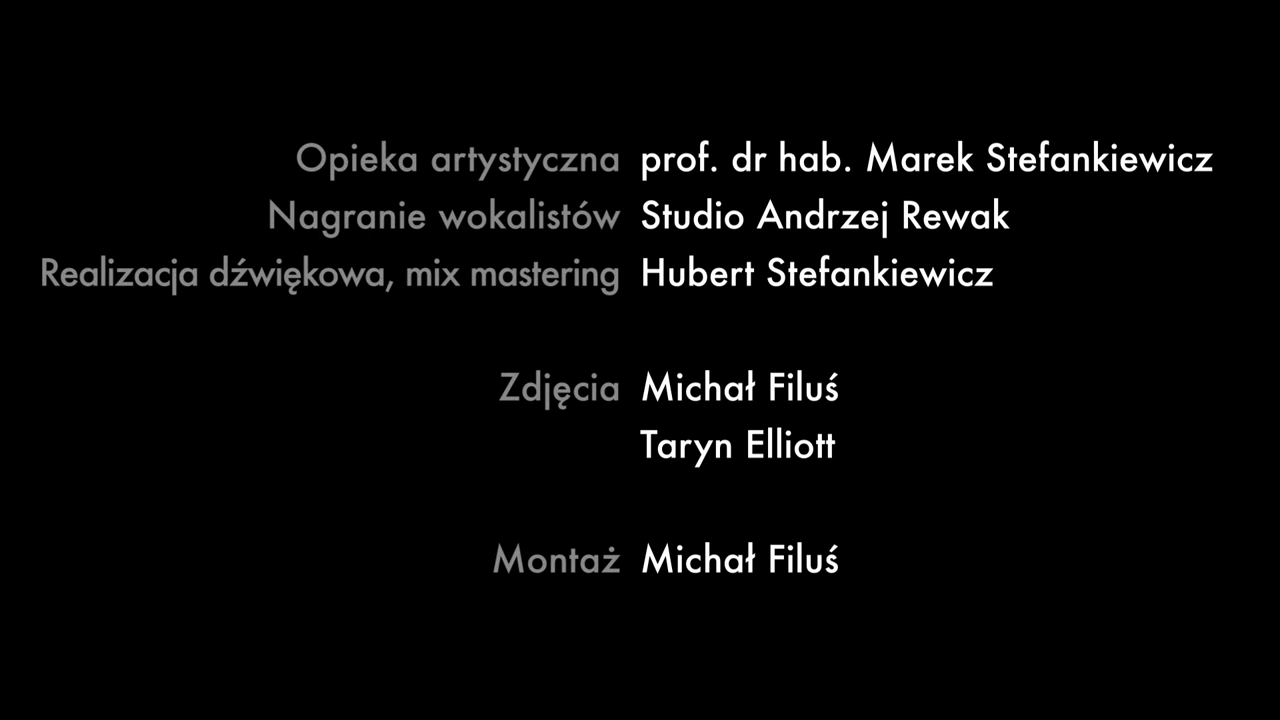 Opieka artystyczna prof. dr hab. Marek Stefankiewicz
Nagranie wokalistów Studio Andrzej Rewak
Realizacja dźwiękowa, mix mastering Hubert Stefankiewicz
Zdjęcia Michał Filuś
Taryn Elliott
Montaż Michał Filuś